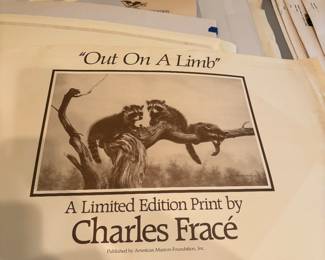 "Out On A Limb"
A Limited Edition Print by
Charles Fracé
Published by American Masters Foundation, Inc.